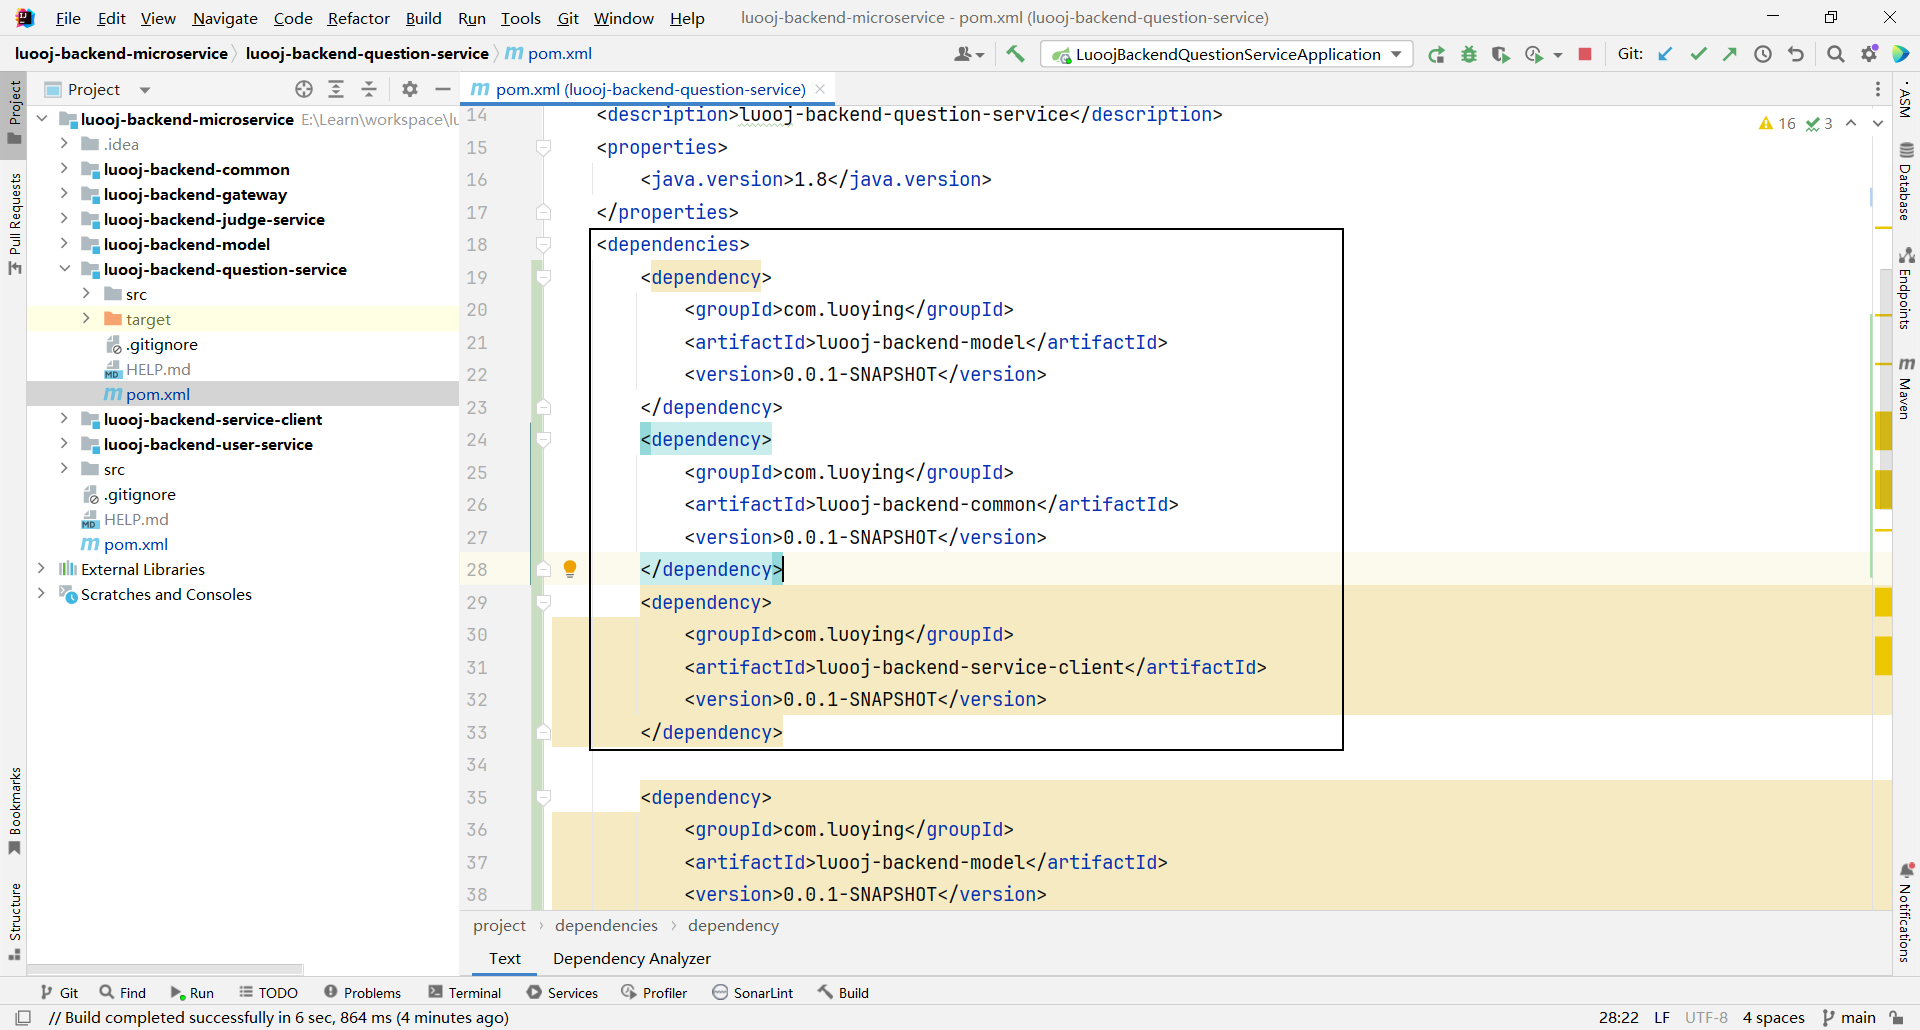 File Edit View Navigate Code Refactor Build Run Tools Git Window Help luooj-backend-microservice - pom.xml (luooj-backend-question-service)
luooj-backend-microservice luooj-backend-question-service pom.xml LuoojBackendQuestionServiceApplication Git:
Project
pom.xml (luooj-backend-question-service)
luooj-backend-microservice E:\Learn\workspace\lu
.idea
luooj-backend-common
luooj-backend-gateway
luooj-backend-judge-service
luooj-backend-model
luooj-backend-question-service
src
target
.gitignore
HELP.md
pom.xml
luooj-backend-service-client
luooj-backend-user-service
src
.gitignore
HELP.md
pom.xml
External Libraries
Scratches and Consoles
Project
Pull Requests
Bookmarks
Structure
16 3
14 <description>luooj-backend-question-service</description>
15 <properties>
16 <java.version>1.8</java.version>
17 </properties>
18 <dependencies>
19 <dependency>
20 <groupId>com.luoying</groupId>
21 <artifactId>luooj-backend-model</artifactId>
22 <version>0.0.1-SNAPSHOT</version>
23 </dependency>
24 <dependency>
25 <groupId>com.luoying</groupId>
26 <artifactId>luooj-backend-common</artifactId>
27 <version>0.0.1-SNAPSHOT</version>
28 </dependency>
29 <dependency>
30 <groupId>com.luoying</groupId>
31 <artifactId>luooj-backend-service-client</artifactId>
32 <version>0.0.1-SNAPSHOT</version>
33 </dependency>
34
35 <dependency>
36 <groupId>com.luoying</groupId>
37 <artifactId>luooj-backend-model</artifactId>
38 <version>0.0.1-SNAPSHOT</version>
ASM
Database
Endpoints
Maven
Notifications
project dependencies dependency
Text Dependency Analyzer
Git Find Run TODO Problems Terminal Services Profiler SonarLint Build
// Build completed successfully in 6 sec, 864 ms (4 minutes ago) 28:22 LF UTF-8 4 spaces main